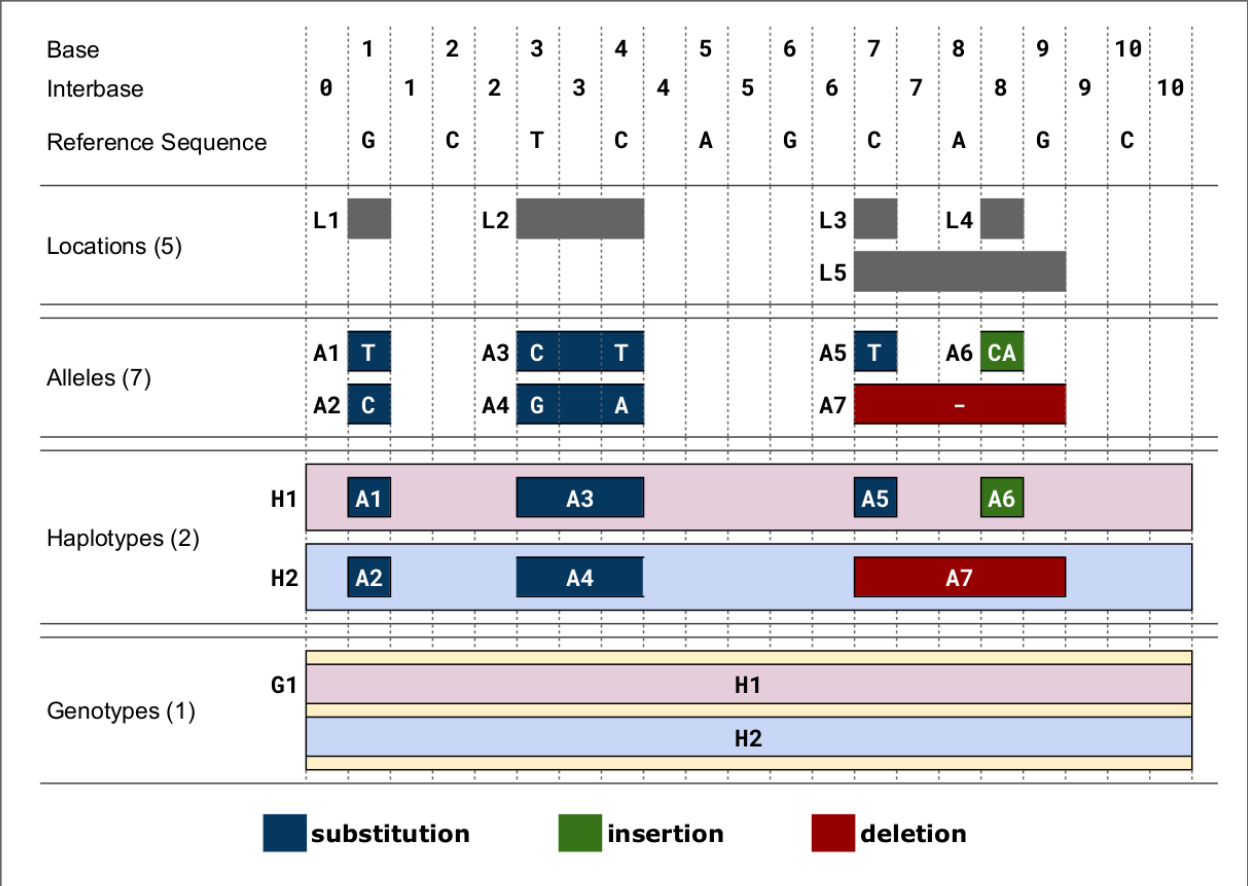 Base 1 2 3 4 5 6 7 8 9 10
Interbase 0 1 2 3 4 5 6 7 8 9 10
Reference Sequence G C T C A G C A G C
L1 L2 L3 L4
Locations (5)
L5
A1 T A3 C T A5 T A6 CA
Alleles (7)
A2 C A4 G A A7 -
H1 A1 A3 A5 A6
Haplotypes (2)
H2 A2 A4 A7
G1 H1
Genotypes (1)
H2
substitution insertion deletion